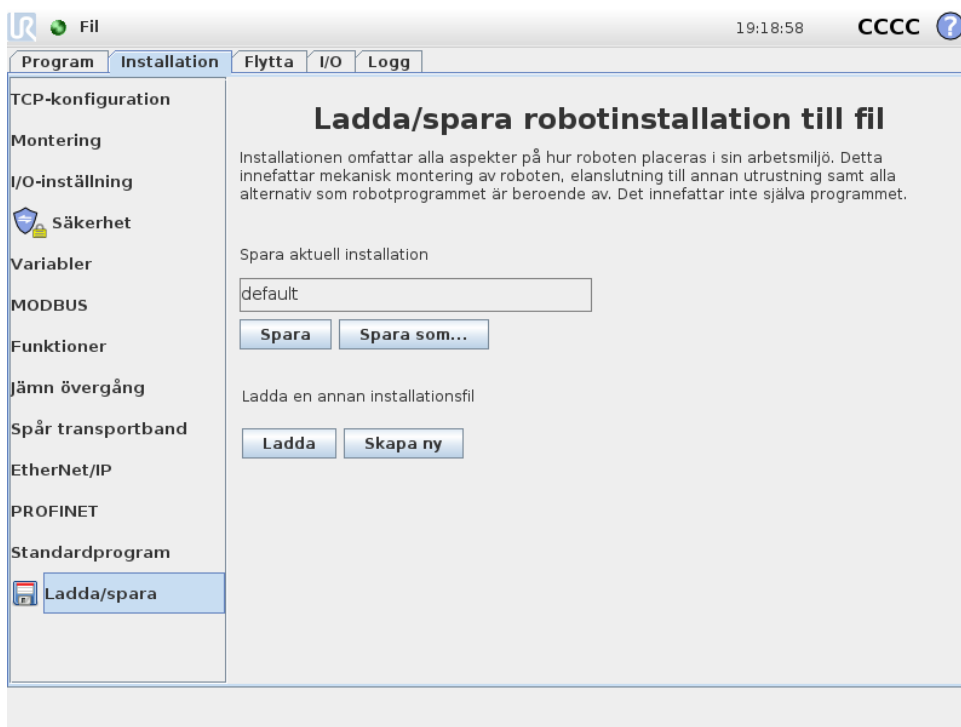 UR Fil 19:18:58 CCCC ?
Program Installation Flytta I/O Logg
TCP-konfiguration
Montering
I/O-inställning
Säkerhet
Variabler
MODBUS
Funktioner
Jämn övergång
Spår transportband
EtherNet/IP
PROFINET
Standardprogram
Ladda/spara
Ladda/spara robotinstallation till fil
Installationen omfattar alla aspekter på hur roboten placeras i sin arbetsmiljö. Detta
innefattar mekanisk montering av roboten, elanslutning till annan utrustning samt alla
alternativ som robotprogrammet är beroende av. Det innefattar inte själva programmet.
Spara aktuell installation
default
Spara Spara som...
Ladda en annan installationsfil
Ladda Skapa ny